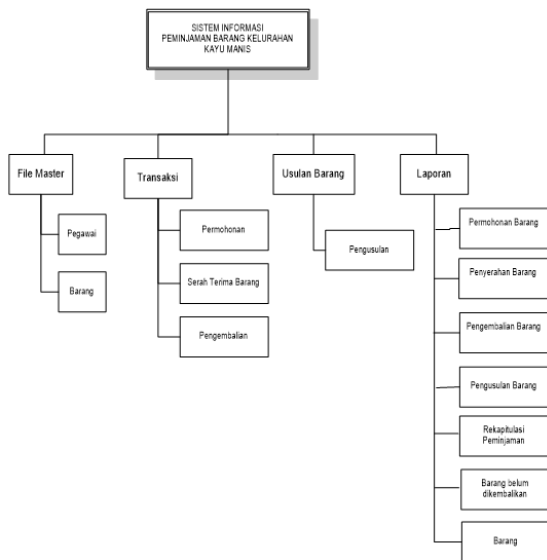 SISTEM INFORMASI
PEMINJAMAN BARANG KELURAHAN
KAYU MANIS
File Master
Transaksi
Usulan Barang
Laporan
Pegawai
Barang
Permohonan
Serah Terima Barang
Pengembalian
Pengusulan
Permohonan Barang
Penyerahan Barang
Pengembalian Barang
Pengusulan Barang
Rekapitulasi
Peminjaman
Barang belum
dikembalikan
Barang